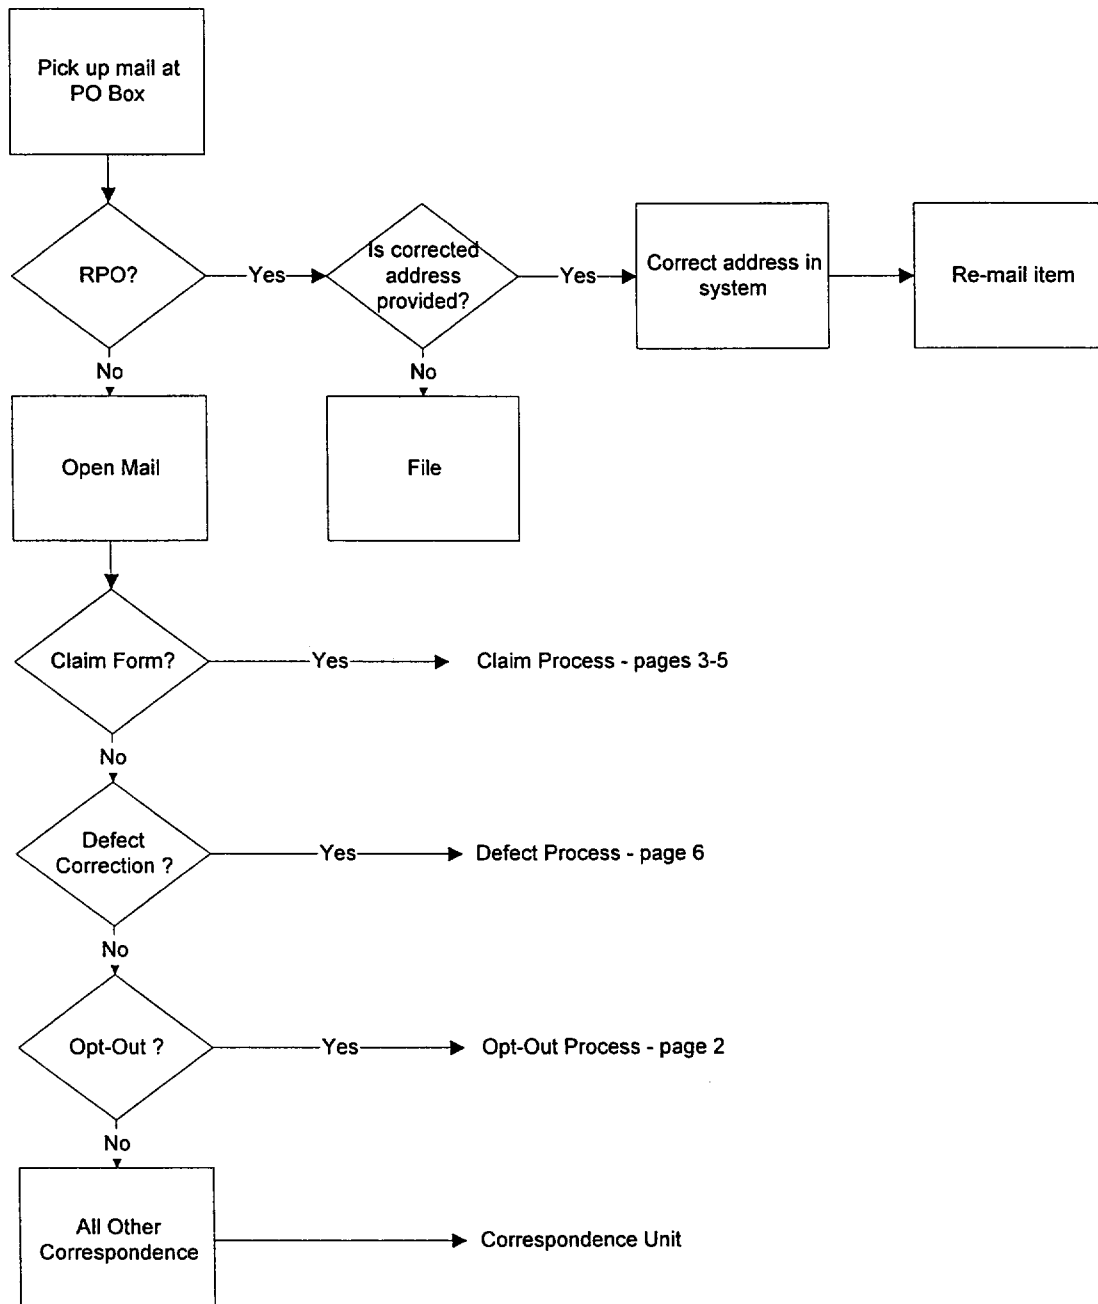 Pick up mail at
PO Box
RPO?
Yes
Is corrected
address
provided?
Yes
Correct address in
system
Re-mail item
No
No
Open Mail
File
Claim Form?
Yes
Claim Process - pages 3-5
No
Defect
Correction ?
Yes
Defect Process - page 6
No
Opt-Out ?
Yes
Opt-Out Process - page 2
No
All Other
Correspondence
Correspondence Unit